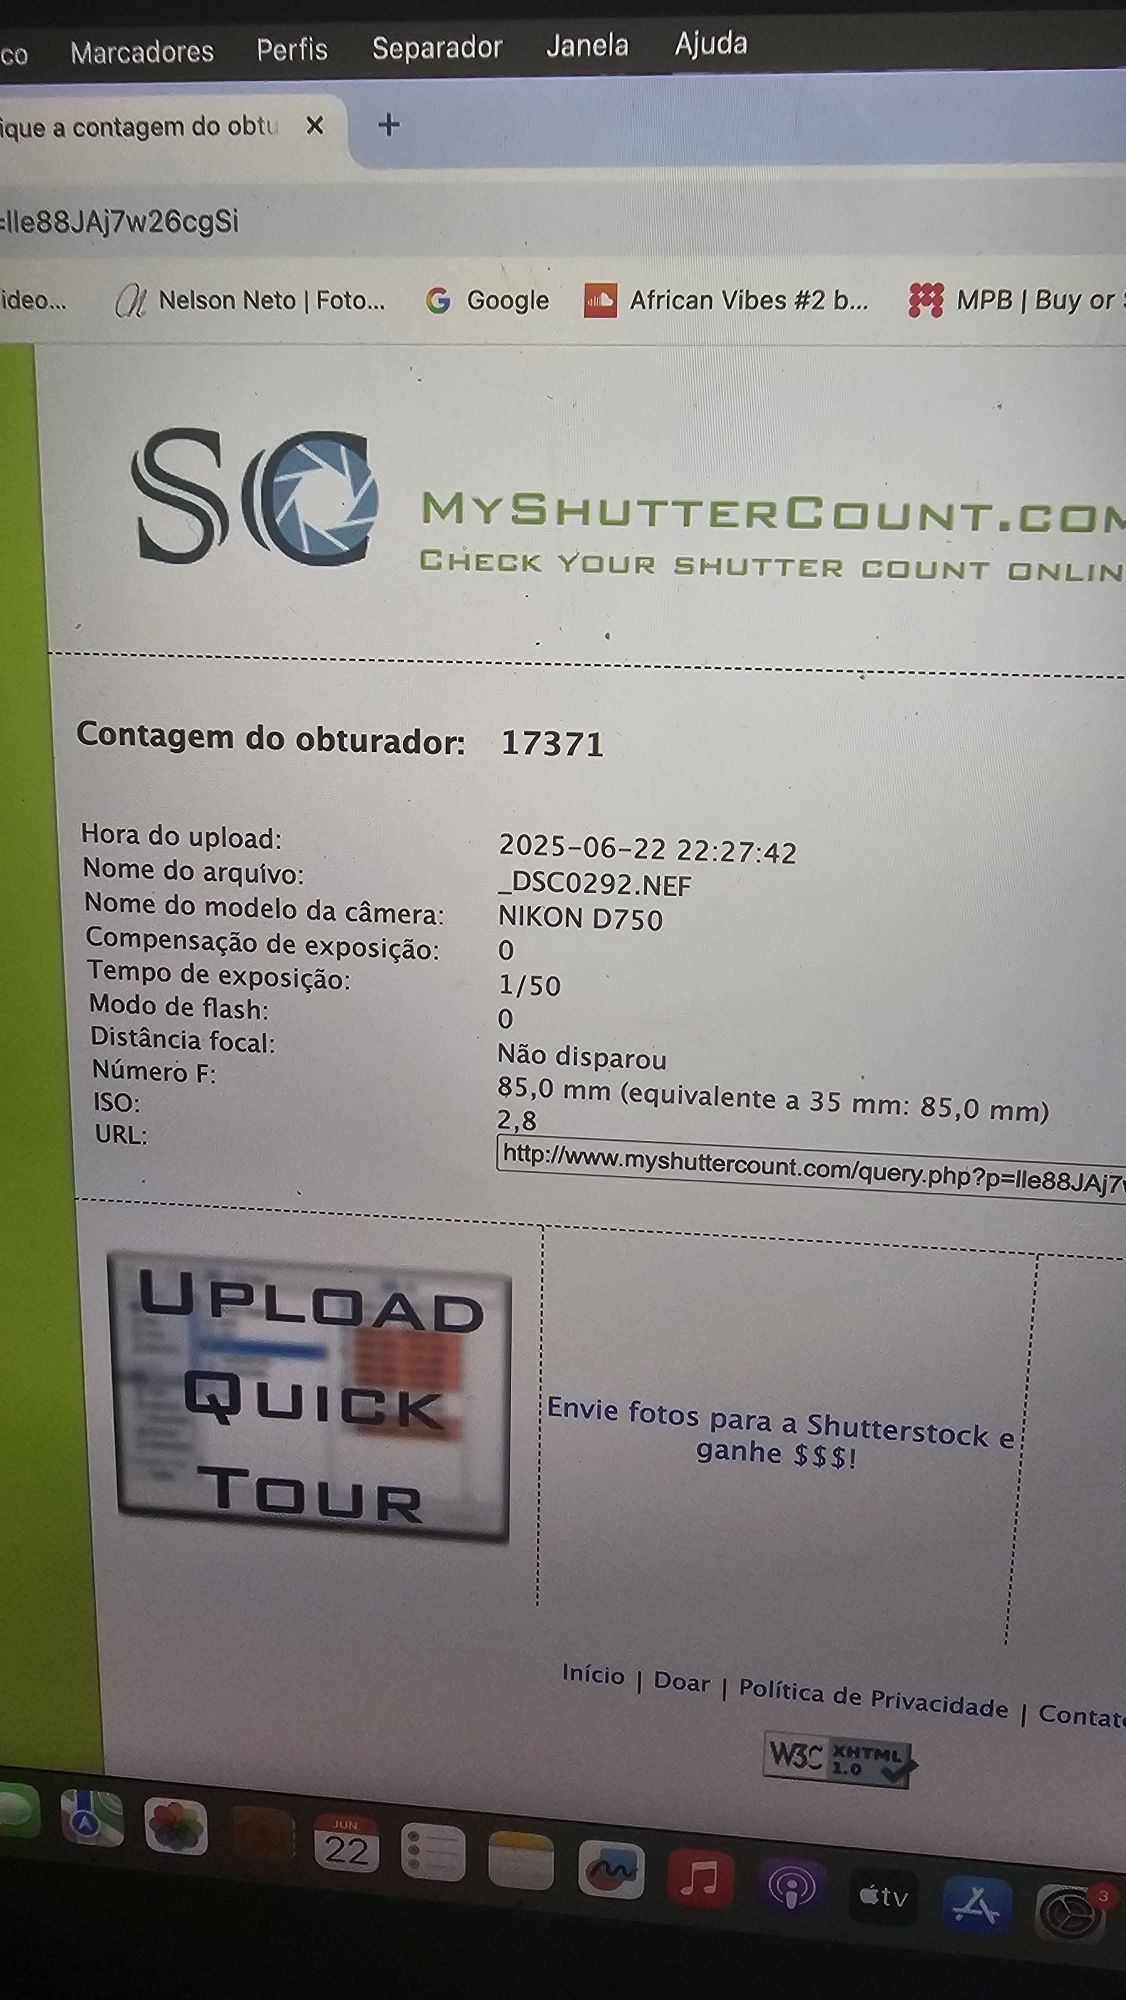 co Marcadores Perfis Separador Janela Ajuda
ique a contagem do obtu × +
=lle88JAj7w26cgSi
ideo... Nelson Neto | Foto... Google African Vibes #2 b... MPB | Buy or
SC
MYSHUTTERCOUNT.COM
CHECK YOUR SHUTTER COUNT ONLIN
Contagem do obturador: 17371
Hora do upload: 2025-06-22 22:27:42
Nome do arquivo: _DSC0292.NEF
Nome do modelo da câmera: NIKON D750
Compensação de exposição: 0
Tempo de exposição: 1/50
Modo de flash: 0
Distância focal: Não disparou
Número F: 85,0 mm (equivalente a 35 mm: 85,0 mm)
ISO: 2,8
URL: http://www.myshuttercount.com/query.php?p=lle88JAj7
UPLOAD
QUICK
TOUR
Envie fotos para a Shutterstock e
ganhe $$$!
Início | Doar | Política de Privacidade | Contato
W3C XHTML
1.0
JUN.
22
tv
3